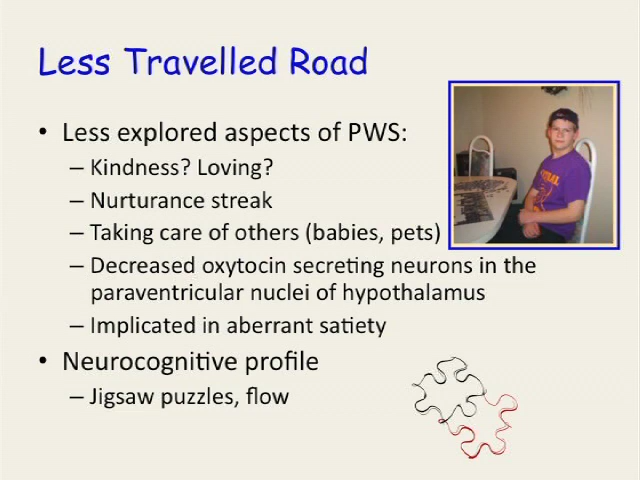 Less Travelled Road
• Less explored aspects of PWS:
– Kindness? Loving?
– Nurturance streak
– Taking care of others (babies, pets)
– Decreased oxytocin secreting neurons in the
paraventricular nuclei of hypothalamus
– Implicated in aberrant satiety
• Neurocognitive profile
– Jigsaw puzzles, flow